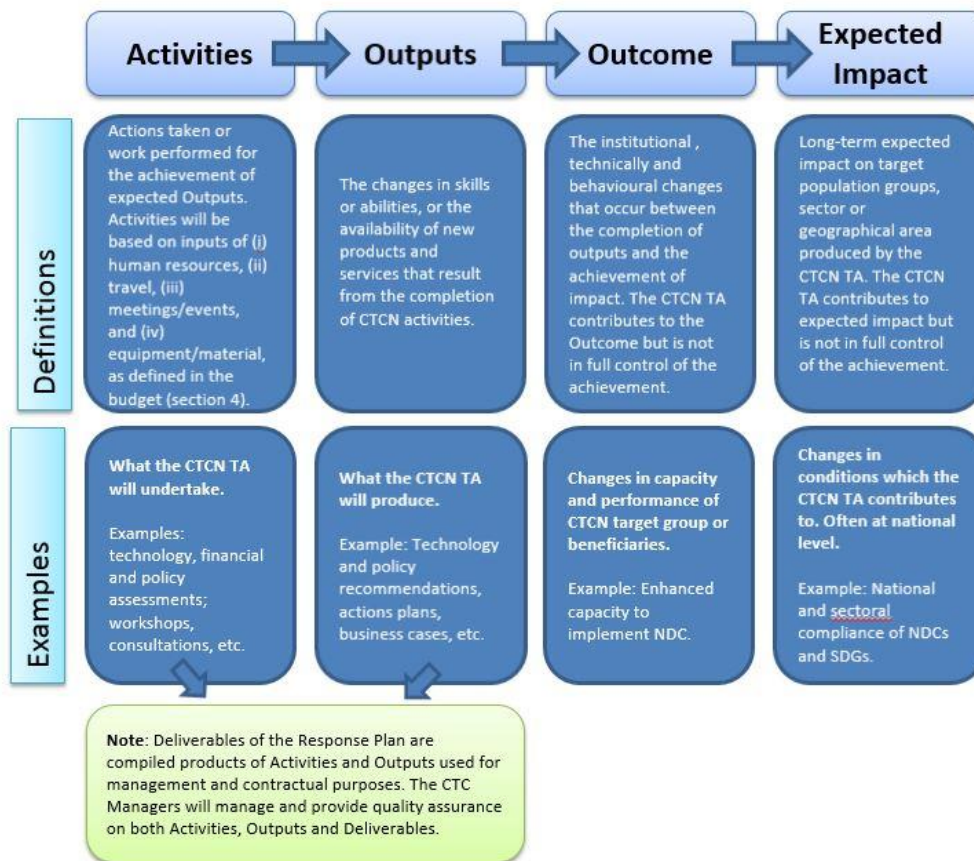 Activities
Outputs
Outcome
Expected
Impact
Definitions
Actions taken or
work performed for
the achievement of
expected Outputs.
Activities will be
based on inputs of (i)
human resources, (ii)
travel, (iii)
meetings/events,
and (iv)
equipment/material,
as defined in the
budget (section 4).
The changes in skills
or abilities, or the
availability of new
products and
services that result
from the completion
of CTCN activities.
The institutional ,
technically and
behavioural changes
that occur between
the completion of
outputs and the
achievement of
impact. The CTCN TA
contributes to the
Outcome but is not
in full control of the
achievement.
Long-term expected
impact on target
population groups,
sector or
geographical area
produced by the
CTCN TA. The CTCN
TA contributes to
expected impact but
is not in full control
of the achievement.
Examples
What the CTCN TA
will undertake.
Examples:
technology, financial
and policy
assessments;
workshops,
consultations, etc.
What the CTCN TA
will produce.
Example: Technology
and policy
recommendations,
actions plans,
business cases, etc.
Changes in capacity
and performance of
CTCN target group or
beneficiaries.
Example: Enhanced
capacity to
implement NDC.
Changes in
conditions which the
CTCN TA contributes
to. Often at national
level.
Example: National
and sectoral
compliance of NDCs
and SDGs.
Note: Deliverables of the Response Plan are
compiled products of Activities and Outputs used for
management and contractual purposes. The CTC
Managers will manage and provide quality assurance
on both Activities, Outputs and Deliverables.